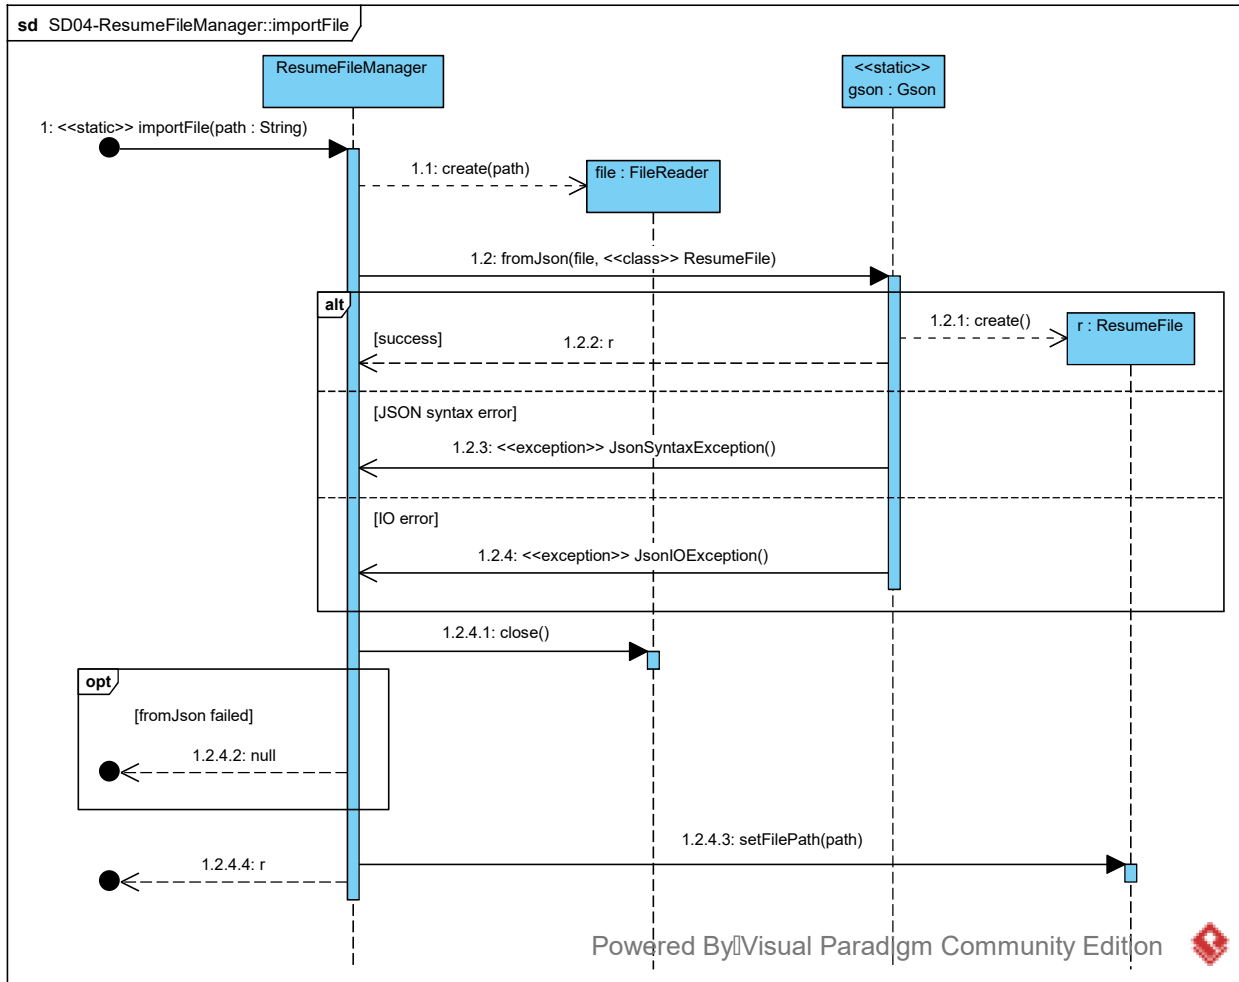 sd SD04-ResumeFileManager::importFile
ResumeFileManager
<<static>>
gson : Gson
1: <<static>> importFile(path : String)
1.1: create(path)
file : FileReader
1.2: fromJson(file, <<class>> ResumeFile)
alt
1.2.1: create()
r : ResumeFile
[success]
1.2.2: r
[JSON syntax error]
1.2.3: <<exception>> JsonSyntaxException()
[IO error]
1.2.4: <<exception>> JsonIOException()
1.2.4.1: close()
opt
[fromJson failed]
1.2.4.2: null
1.2.4.3: setFilePath(path)
1.2.4.4: r
Powered By Visual Paradigm Community Edition